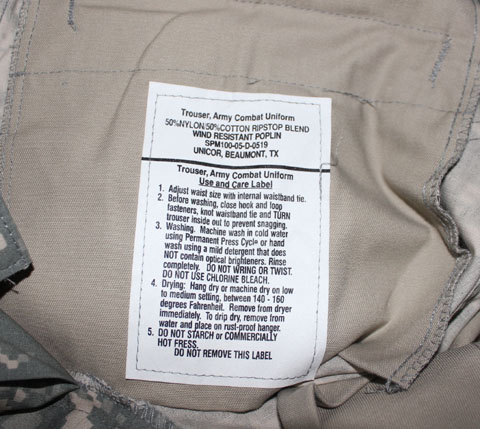 Trouser, Army Combat Uniform
50%NYLON/50%COTTON RIPSTOP BLEND
WIND RESISTANT POPLIN
SPM100-05-D-0519
UNICOR, BEAUMONT, TX
Trouser, Army Combat Uniform
Use and Care Label
1. Adjust waist size with internal waistband tie.
2. Before washing, close hook and loop
fasteners, knot waistband tie and TURN
trouser inside out to prevent snagging.
3. Washing. Machine wash in cold water
using Permanent Press Cycle or hand
wash using a mild detergent that does
NOT contain optical brighteners. Rinse
completely. DO NOT WRING OR TWIST.
DO NOT USE CHLORINE BLEACH.
4. Drying: Hang dry or machine dry on low
to medium setting, between 140 - 160
degrees Fahrenheit. Remove from dryer
immediately. To drip dry, remove from
water and place on rust-proof hanger.
5. DO NOT STARCH or COMMERCIALLY
HOT PRESS.
DO NOT REMOVE THIS LABEL